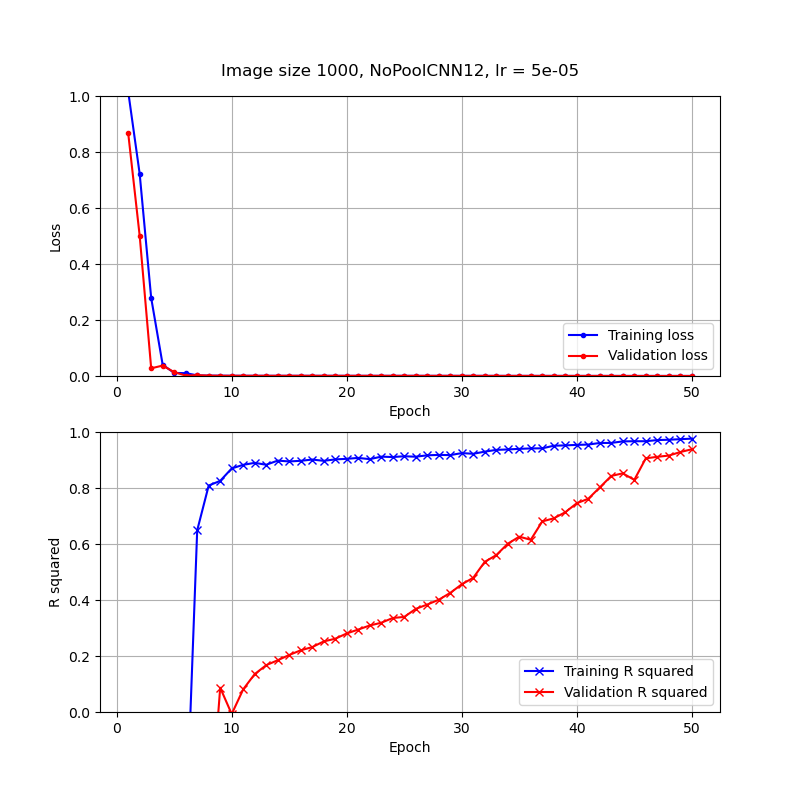 Image size 1000, NoPoolCNN12, lr = 5e-05
1.0
0.8
0.6
0.4
0.2
0.0
Loss
Training loss
Validation loss
0 10 20 30 40 50
Epoch
1.0
0.8
0.6
0.4
0.2
0.0
R squared
Training R squared
Validation R squared
0 10 20 30 40 50
Epoch